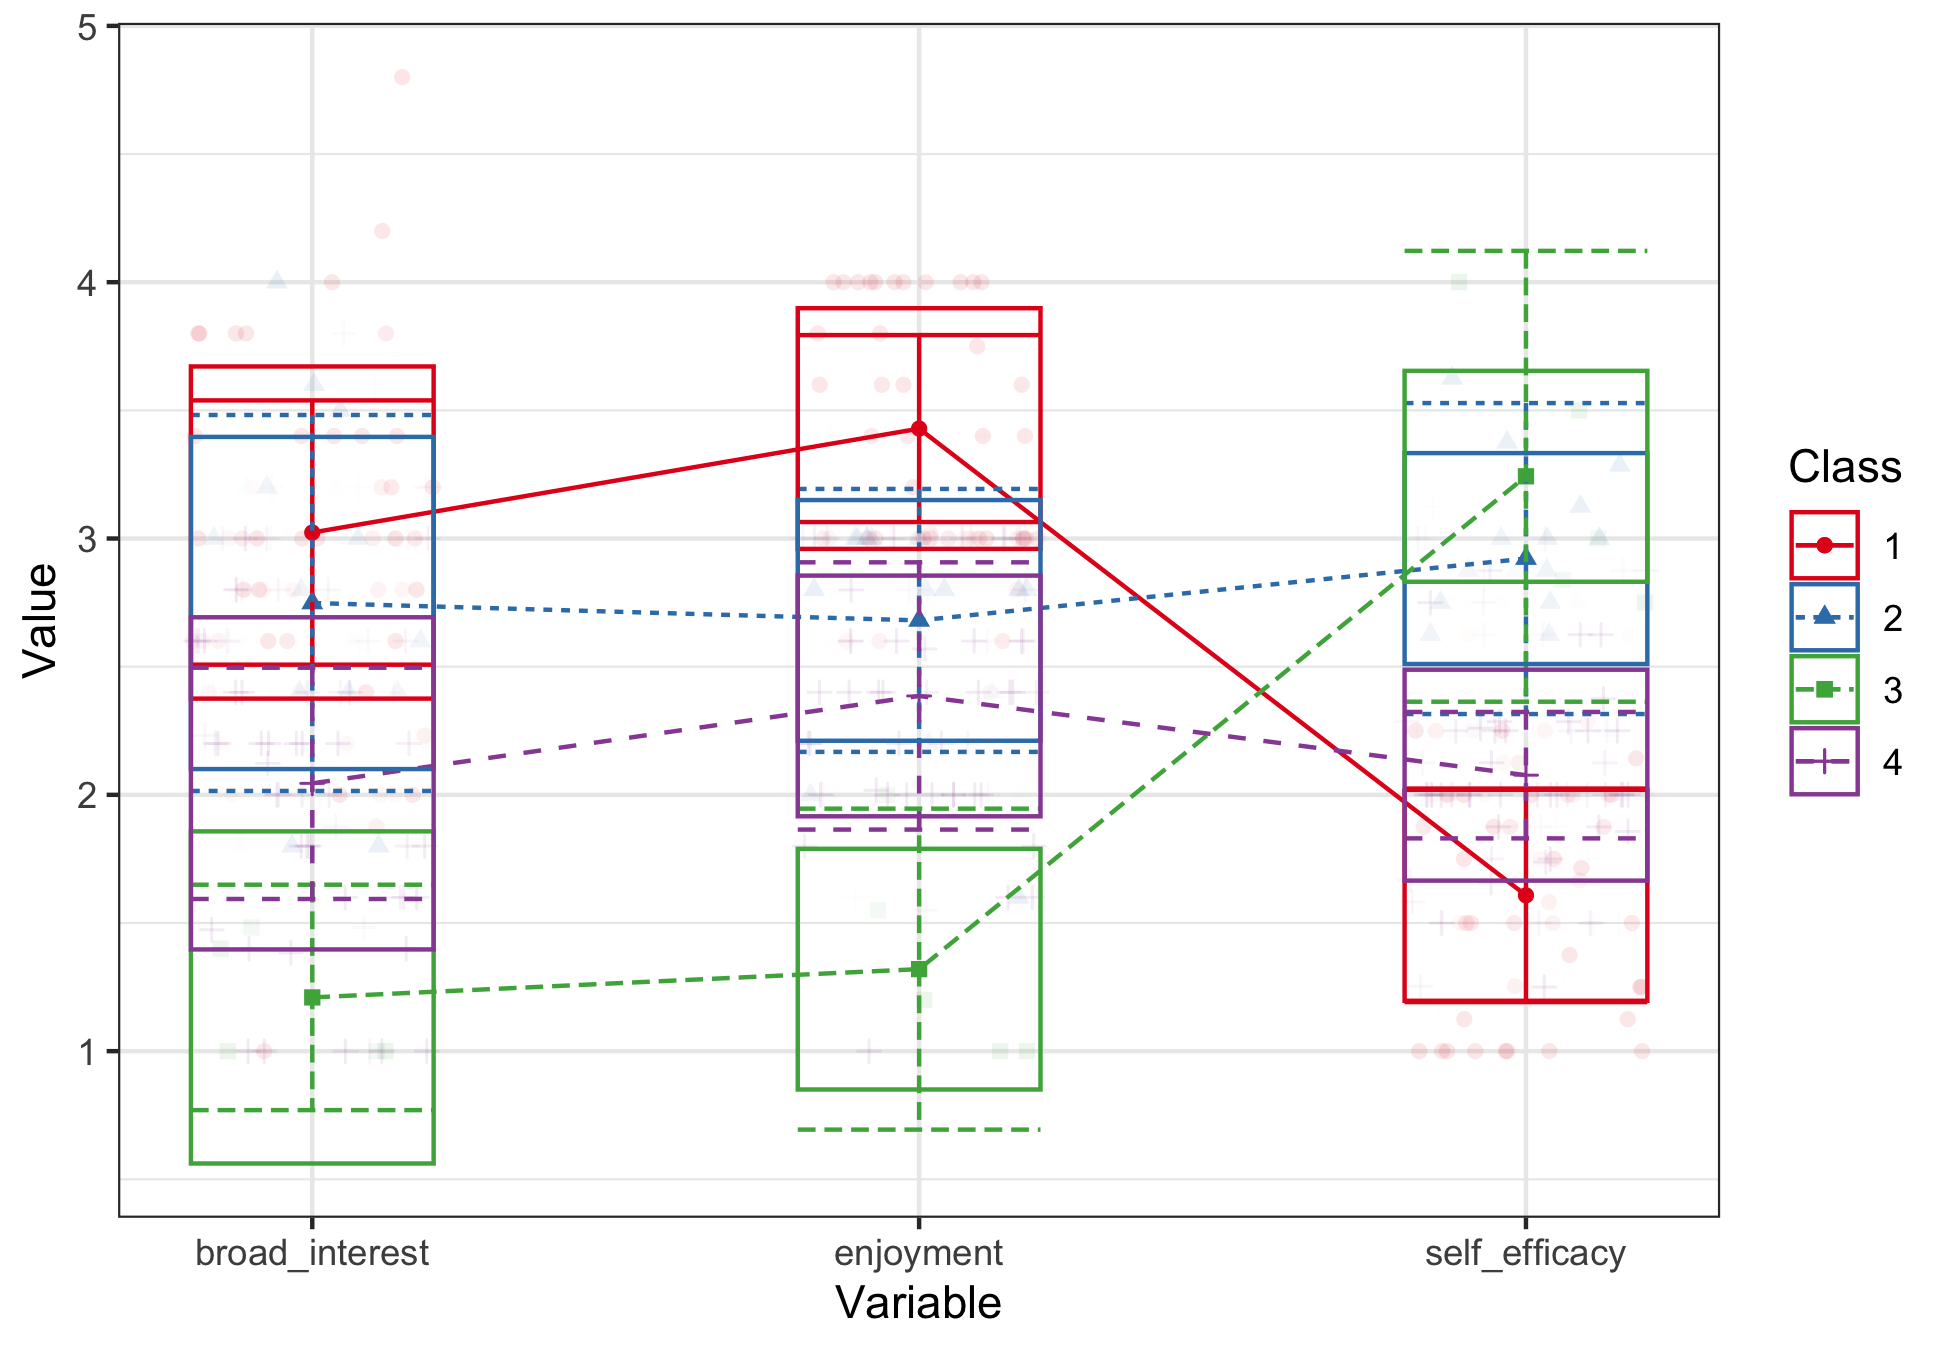 5
4
3
2
1
Value
broad_interest
enjoyment
self_efficacy
Variable
Class
1
2
3
4